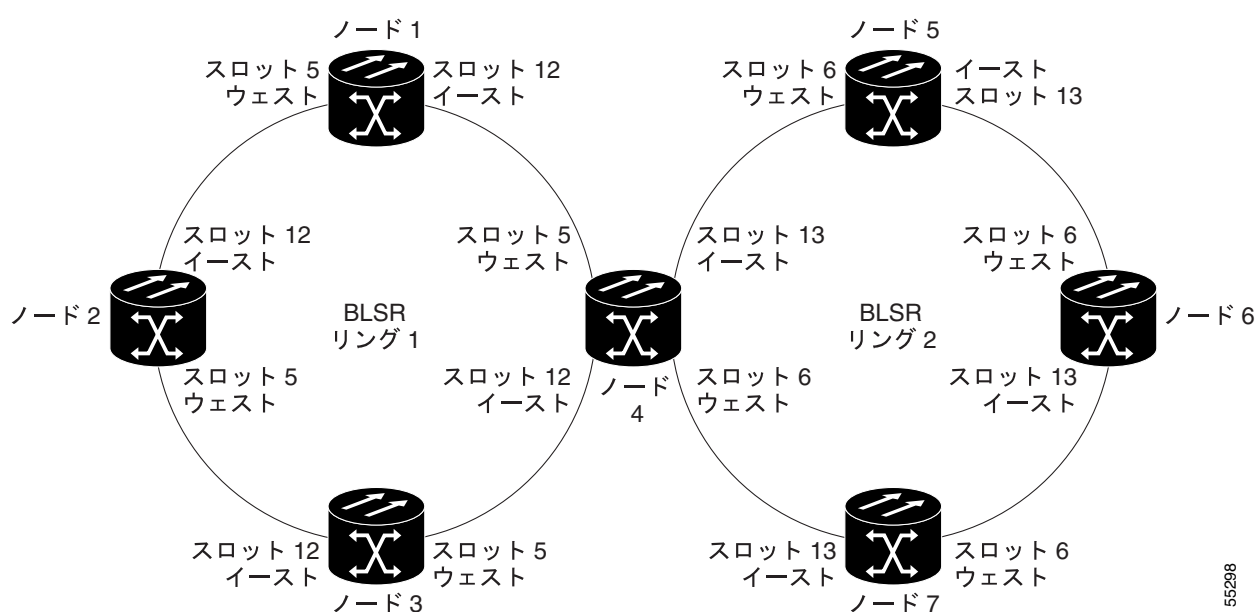 ノード 1
ノード 5
スロット 5
ウェスト
スロット 12
イースト
スロット 6
ウェスト
イースト
スロット 13
スロット 12
イースト
スロット 5
ウェスト
スロット 13
イースト
スロット 6
ウェスト
ノード 2
BLSR
リング 1
BLSR
リング 2
ノード 6
スロット 5
ウェスト
スロット 12
イースト
ノード
4
スロット 6
ウェスト
スロット 13
イースト
スロット 12
イースト
スロット 5
ウェスト
スロット 13
イースト
スロット 6
ウェスト
ノード 3
ノード 7
55298